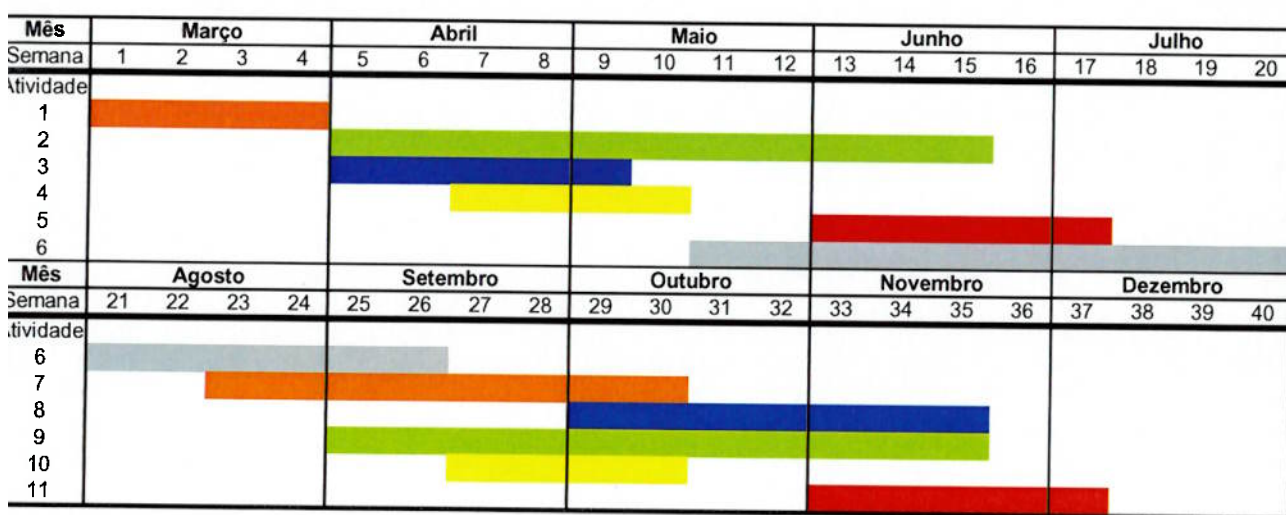 Mês Março Abril Maio Junho Julho
Semana 1 2 3 4 5 6 7 8 9 10 11 12 13 14 15 16 17 18 19 20
Atividade
1
2
3
4
5
6
Mês Agosto Setembro Outubro Novembro Dezembro
Semana 21 22 23 24 25 26 27 28 29 30 31 32 33 34 35 36 37 38 39 40
Atividade
6
7
8
9
10
11